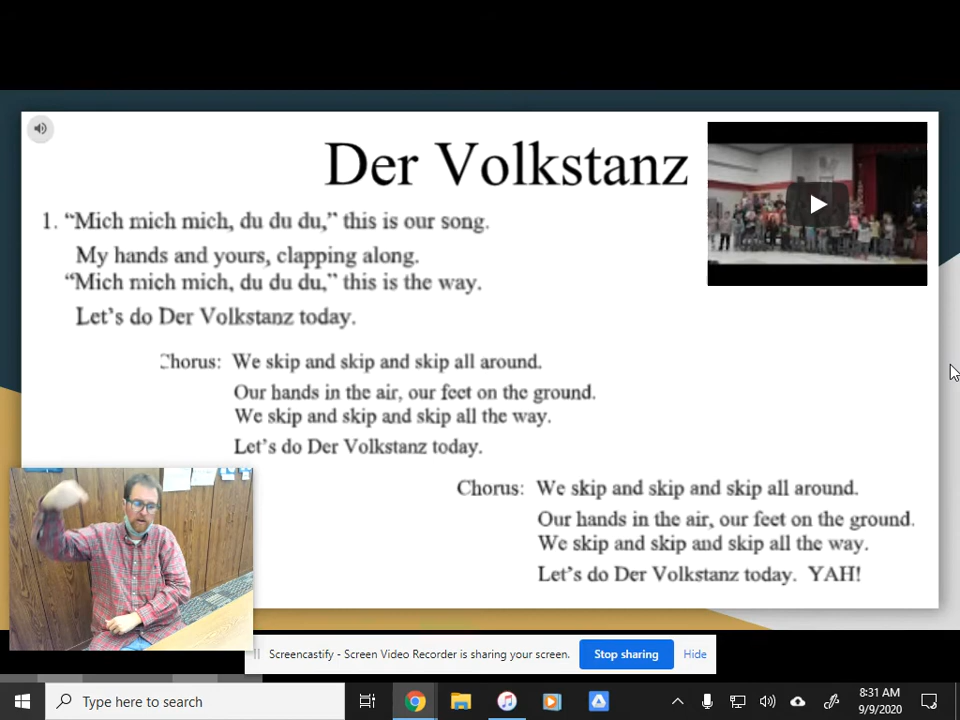 Der Volkstanz
1. “Mich mich mich, du du du,” this is our song.
My hands and yours, clapping along.
“Mich mich mich, du du du,” this is the way.
Let’s do Der Volkstanz today.
Chorus: We skip and skip and skip all around.
Our hands in the air, our feet on the ground.
We skip and skip and skip all the way.
Let’s do Der Volkstanz today.
Chorus: We skip and skip and skip all around.
Our hands in the air, our feet on the ground.
We skip and skip and skip all the way.
Let’s do Der Volkstanz today. YAH!
Screencastify - Screen Video Recorder is sharing your screen. Stop sharing Hide
Type here to search
8:31 AM
9/9/2020